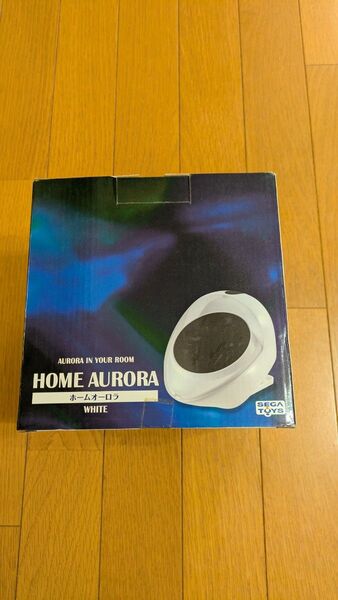 AURORA IN YOUR ROOM
HOME AURORA
ホームオーロラ
WHITE
SEGA
TOYS